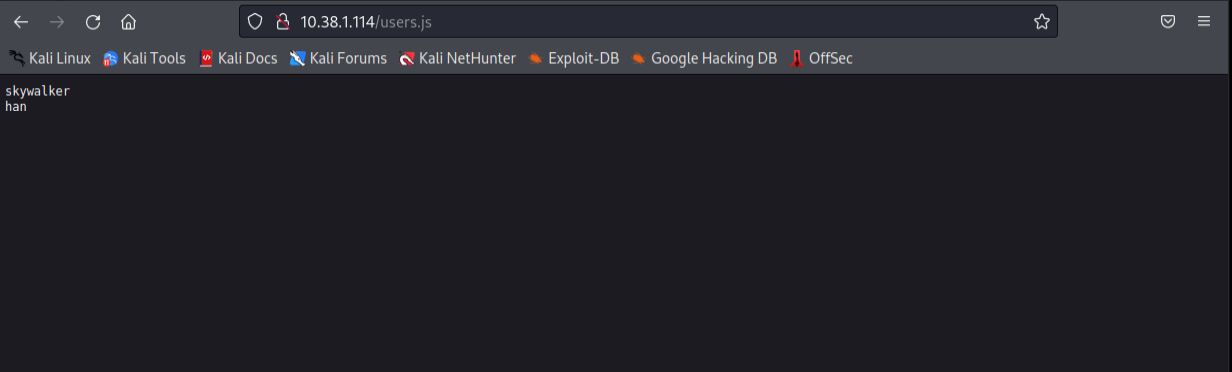 10.38.1.114/users.js
Kali Linux Kali Tools Kali Docs Kali Forums Kali NetHunter Exploit-DB Google Hacking DB OffSec
skywalker
han